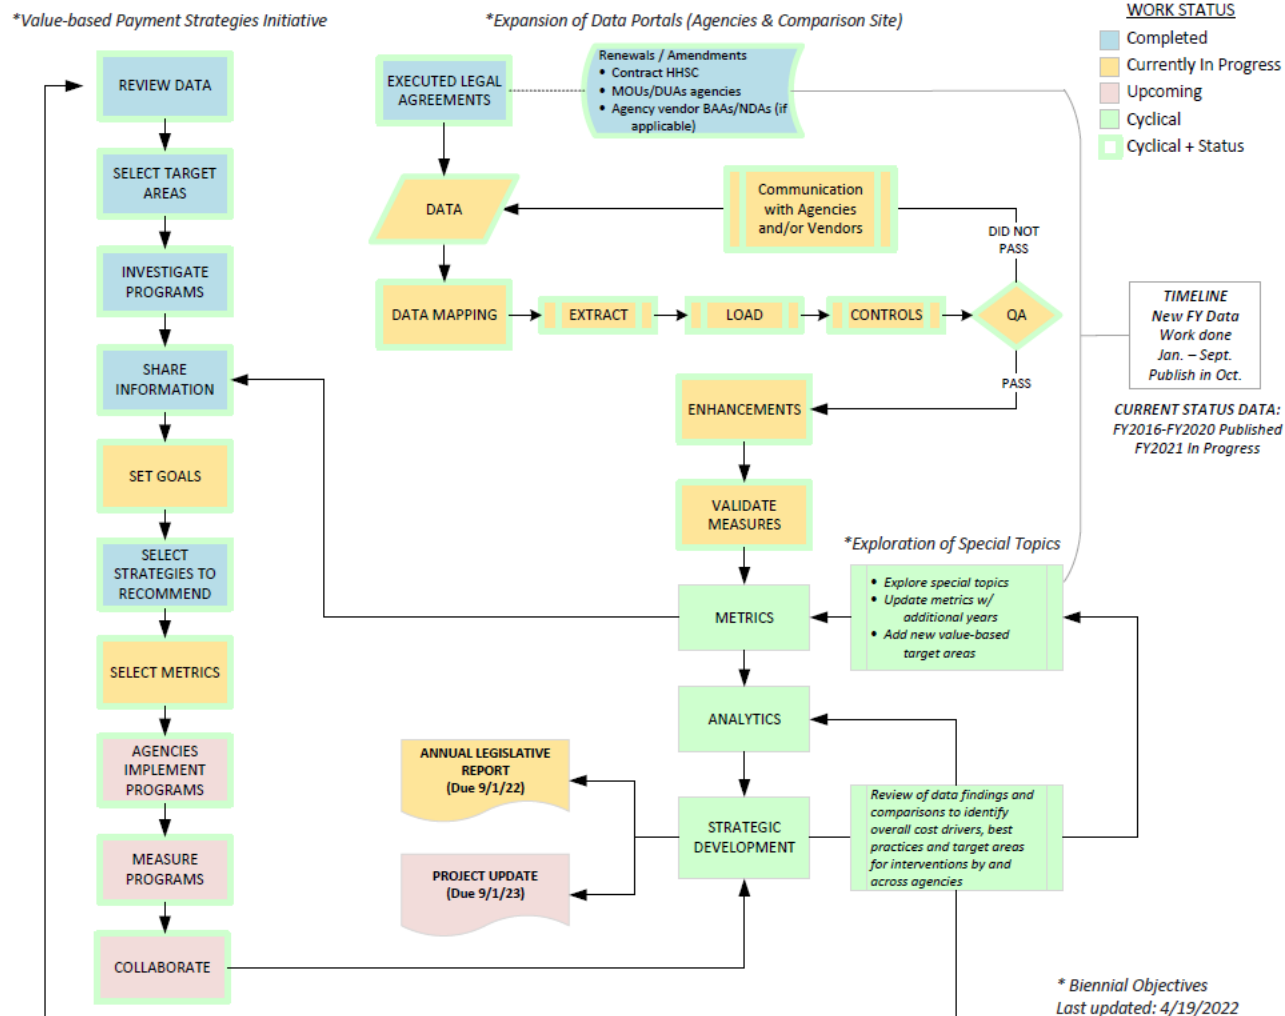 *Value-based Payment Strategies Initiative
REVIEW DATA
SELECT TARGET
AREAS
INVESTIGATE
PROGRAMS
SHARE
INFORMATION
SET GOALS
SELECT
STRATEGIES TO
RECOMMEND
SELECT METRICS
AGENCIES
IMPLEMENT
PROGRAMS
MEASURE
PROGRAMS
COLLABORATE
*Expansion of Data Portals (Agencies & Comparison Site)
EXECUTED LEGAL
AGREEMENTS
Renewals / Amendments
• Contract HHSC
• MOUs/DUAs agencies
• Agency vendor BAAs/NDAs (if
applicable)
DATA
Communication
with Agencies
and/or Vendors
DID NOT
PASS
DATA MAPPING
EXTRACT
LOAD
CONTROLS
QA
PASS
ENHANCEMENTS
VALIDATE
MEASURES
*Exploration of Special Topics
METRICS
• Explore special topics
• Update metrics w/
additional years
• Add new value-based
target areas
ANALYTICS
STRATEGIC
DEVELOPMENT
Review of data findings and
comparisons to identify
overall cost drivers, best
practices and target areas
for interventions by and
across agencies
ANNUAL LEGISLATIVE
REPORT
(Due 9/1/22)
PROJECT UPDATE
(Due 9/1/23)
WORK STATUS
Completed
Currently In Progress
Upcoming
Cyclical
Cyclical + Status
TIMELINE
New FY Data
Work done
Jan. – Sept.
Publish in Oct.
CURRENT STATUS DATA:
FY2016-FY2020 Published
FY2021 In Progress
* Biennial Objectives
Last updated: 4/19/2022